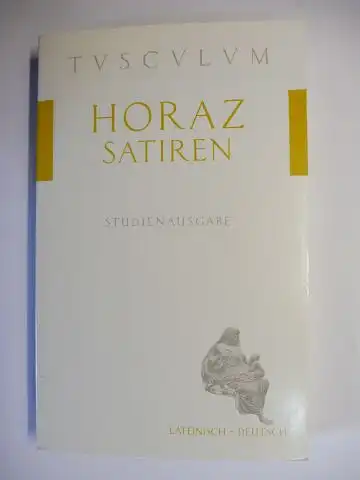 TVSCVLVM
HORAZ
SATIREN
STUDIENAUSGABE
LATEINISCH - DEUTSCH